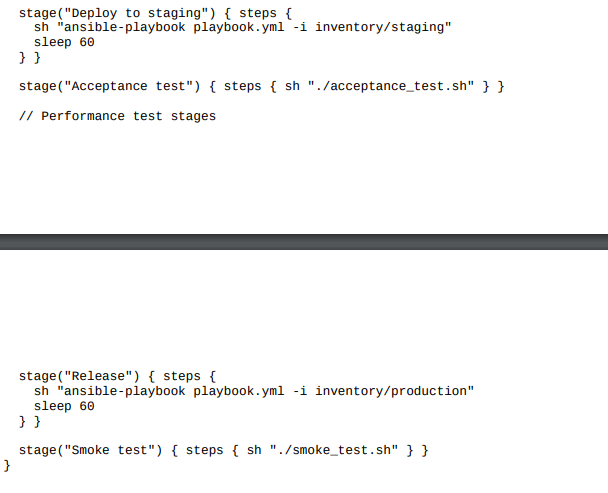 stage("Deploy to staging") { steps {
sh "ansible-playbook playbook.yml -i inventory/staging"
sleep 60
} }
stage("Acceptance test") { steps { sh "./acceptance_test.sh" } }
// Performance test stages
stage("Release") { steps {
sh "ansible-playbook playbook.yml -i inventory/production"
sleep 60
} }
stage("Smoke test") { steps { sh "./smoke_test.sh" } }
}